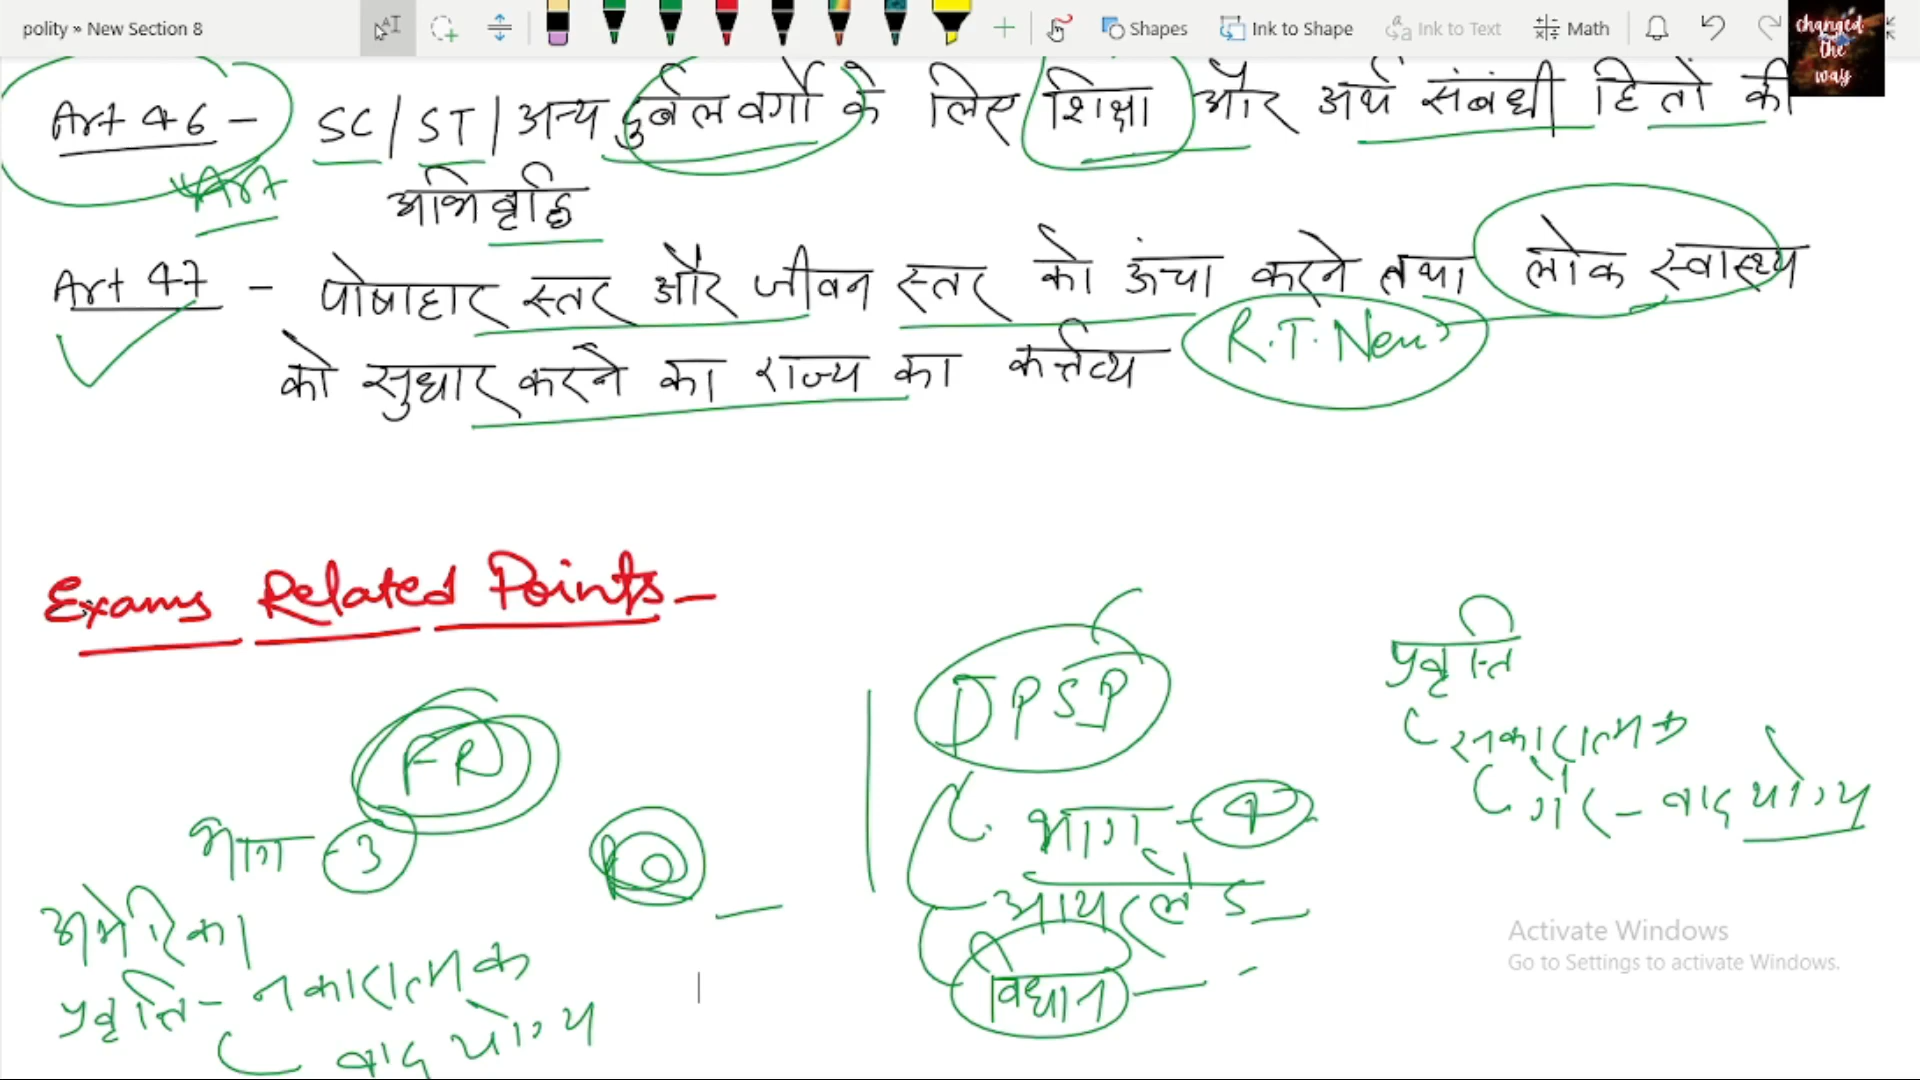 polity » New Section 8
Shapes
Ink to Shape
Ink to Text
Math
changed
the
way
Art 46 - SC / ST / अन्य दुर्बल वर्गो के लिए शिक्षा और अर्थ संबंधी हितों की
Art
अभिवृद्धि
Art 47 - पोषाहार स्तर और जीवन स्तर को ऊंचा करने तथा लोक स्वास्थ्य
को सुधार करने का राज्य का कर्त्तव्य
Exams Related Points -
FR
भाग - 3
अमेरिका
प्रवृत्ति - नकारात्मक
वाद योग्य
DPSP
भाग - 4
आयरलैंड
विधान
प्रवृत्ति
सकारात्मक
गैर - वाद योग्य
Activate Windows
Go to Settings to activate Windows.